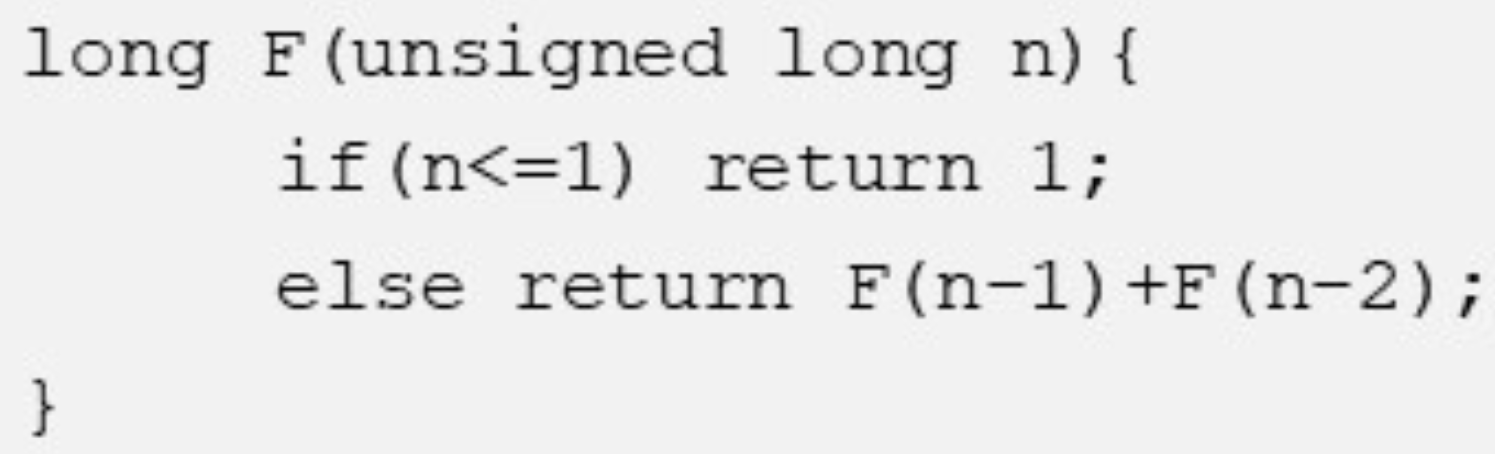 long F(unsigned long n){
if(n<=1) return 1;
else return F(n-1)+F(n-2);
}